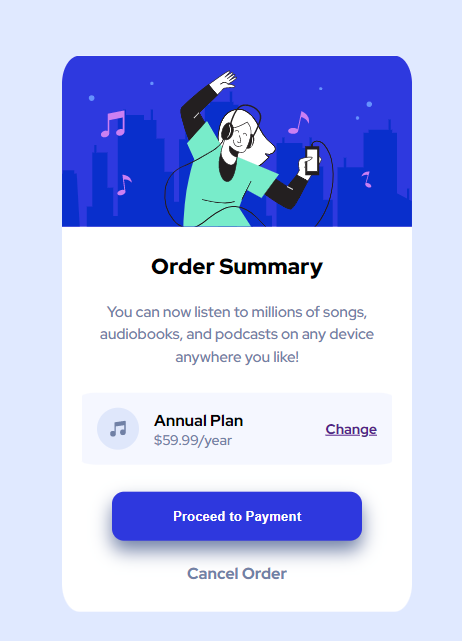 Order Summary
You can now listen to millions of songs,
audiobooks, and podcasts on any device
anywhere you like!
Annual Plan
$59.99/year
Change
Proceed to Payment
Cancel Order